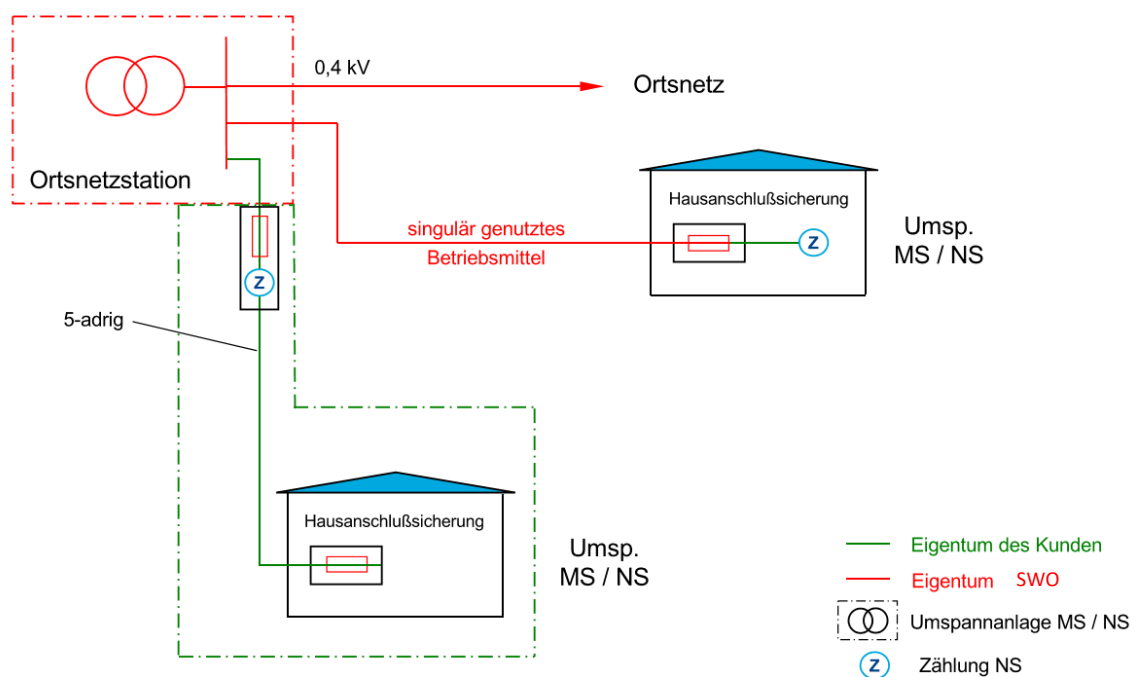 0,4 kV
Ortsnetz
Ortsnetzstation
Hausanschlußsicherung
singulär genutztes
Betriebsmittel
Z
Umsp.
MS / NS
Z
5-adrig
Hausanschlußsicherung
Umsp.
MS / NS
Eigentum des Kunden
Eigentum SWO
Umspannanlage MS / NS
Z Zählung NS